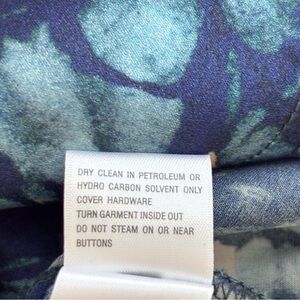 DRY CLEAN IN PETROLEUM OR
HYDRO CARBON SOLVENT ONLY
COVER HARDWARE
TURN GARMENT INSIDE OUT
DO NOT STEAM ON OR NEAR
BUTTONS